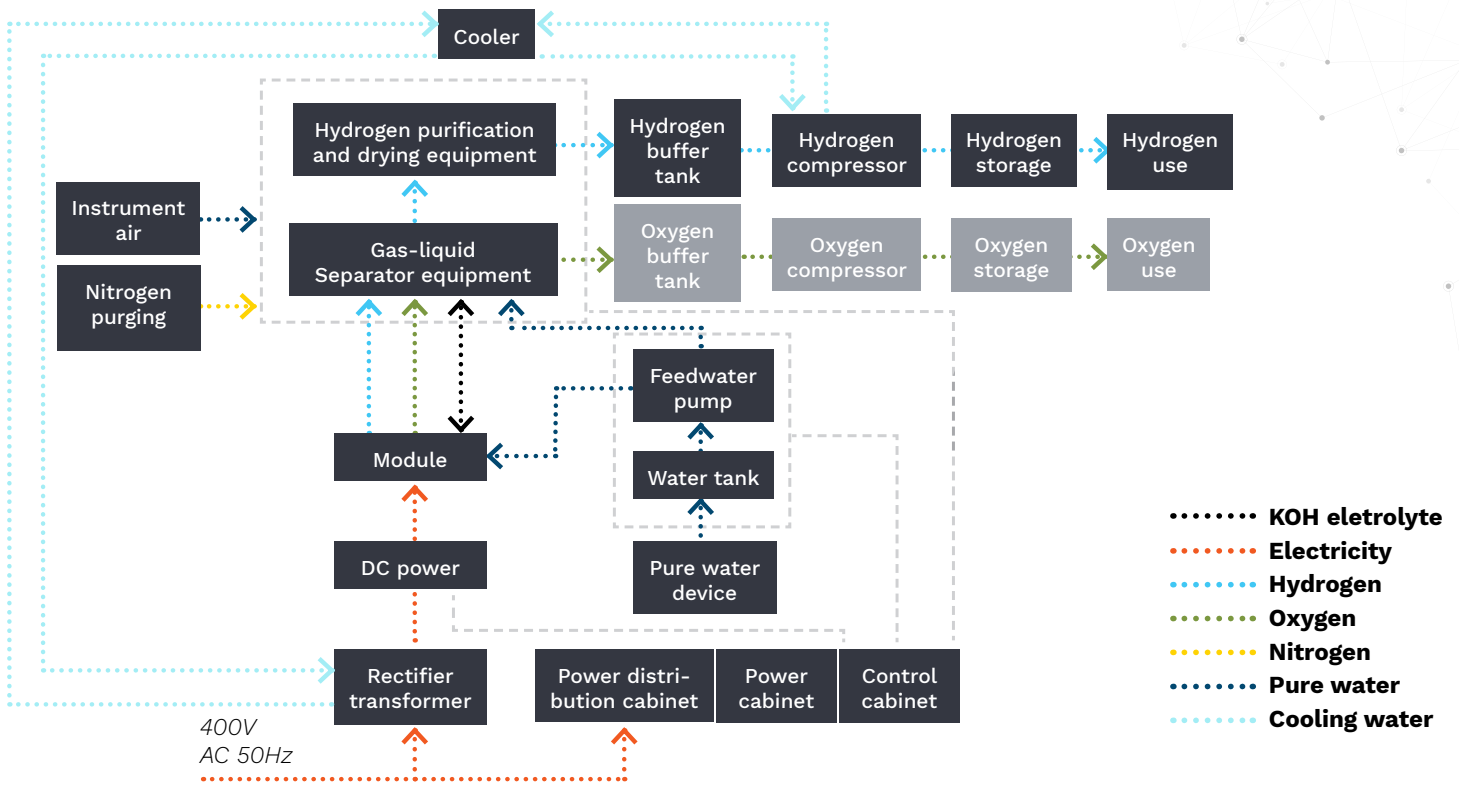 Cooler
Hydrogen purification
and drying equipment
Hydrogen
buffer
tank
Hydrogen
compressor
Hydrogen
storage
Hydrogen
use
Instrument
air
Gas-liquid
Separator equipment
Oxygen
buffer
tank
Oxygen
compressor
Oxygen
storage
Oxygen
use
Nitrogen
purging
Feedwater
pump
Module
Water tank
DC power
Pure water
device
Rectifier
transformer
Power distri-
bution cabinet
Power
cabinet
Control
cabinet
400V
AC 50Hz
KOH eletrolyte
Electricity
Hydrogen
Oxygen
Nitrogen
Pure water
Cooling water